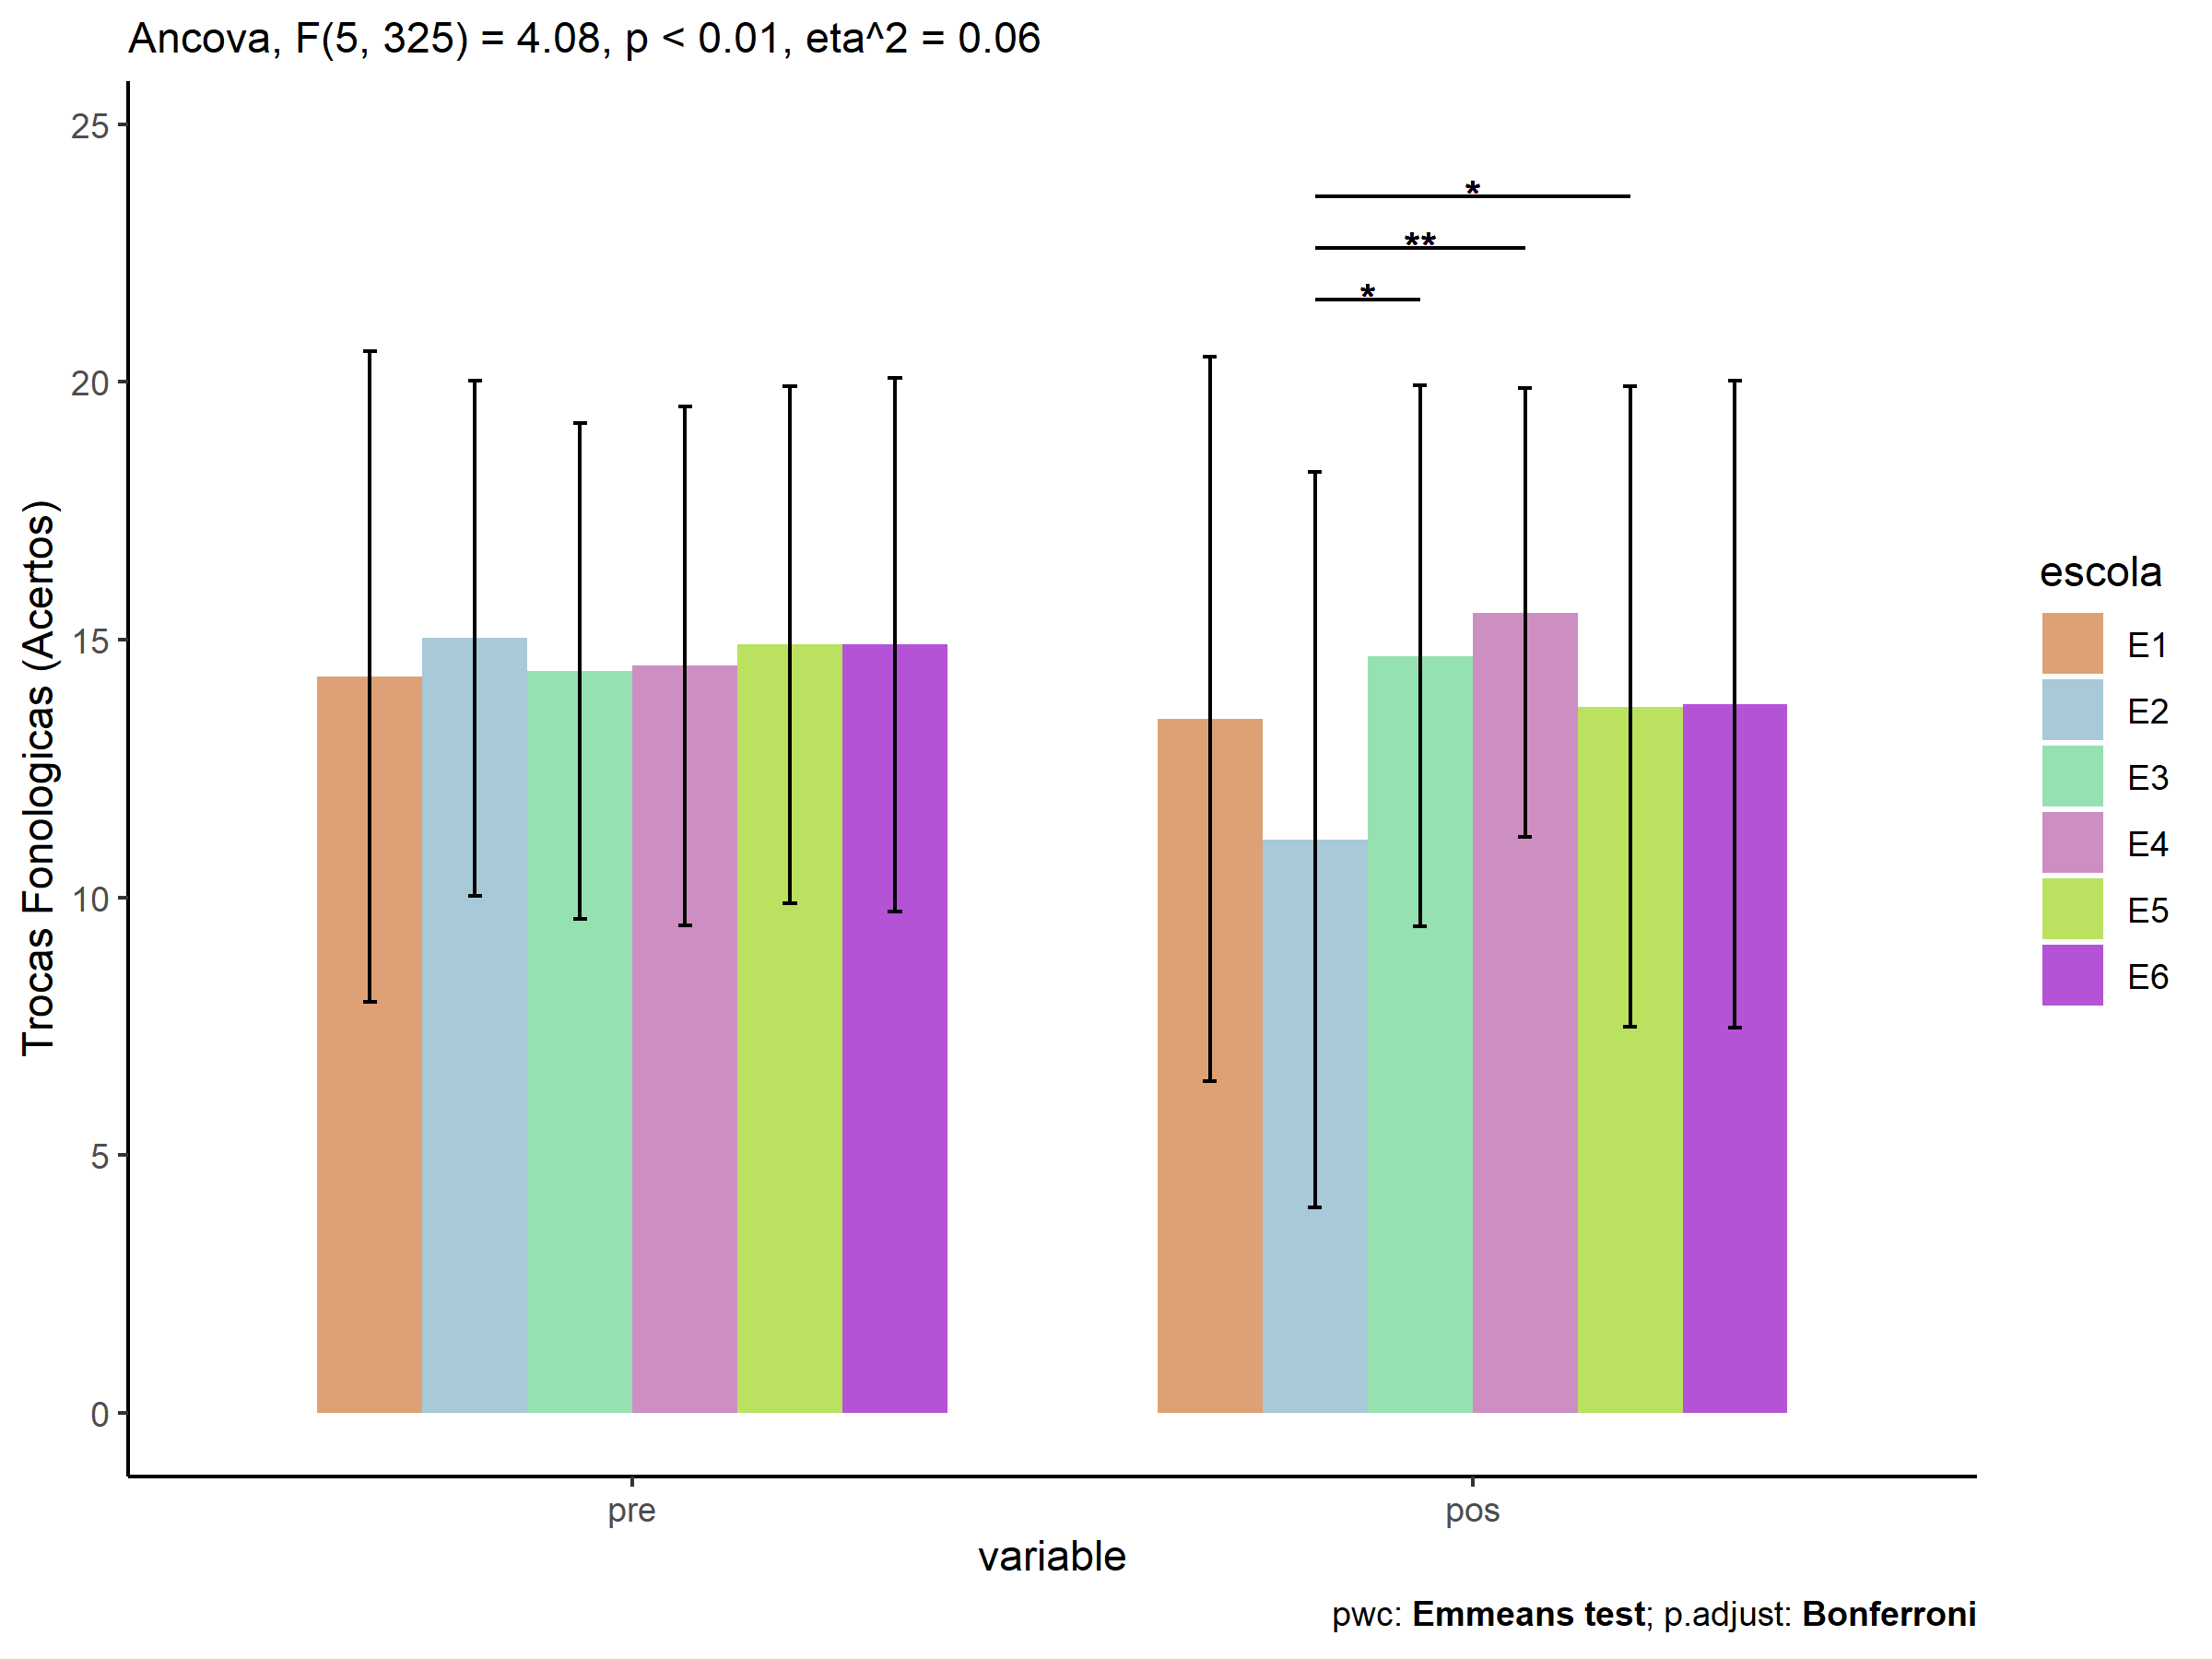 Ancova, F(5, 325) = 4.08, p < 0.01, eta^2 = 0.06
Trocas Fonologicas (Acertos)
25
20
15
10
5
0
*
**
*
pre
pos
variable
escola
E1
E2
E3
E4
E5
E6
pwc: Emmeans test; p.adjust: Bonferroni